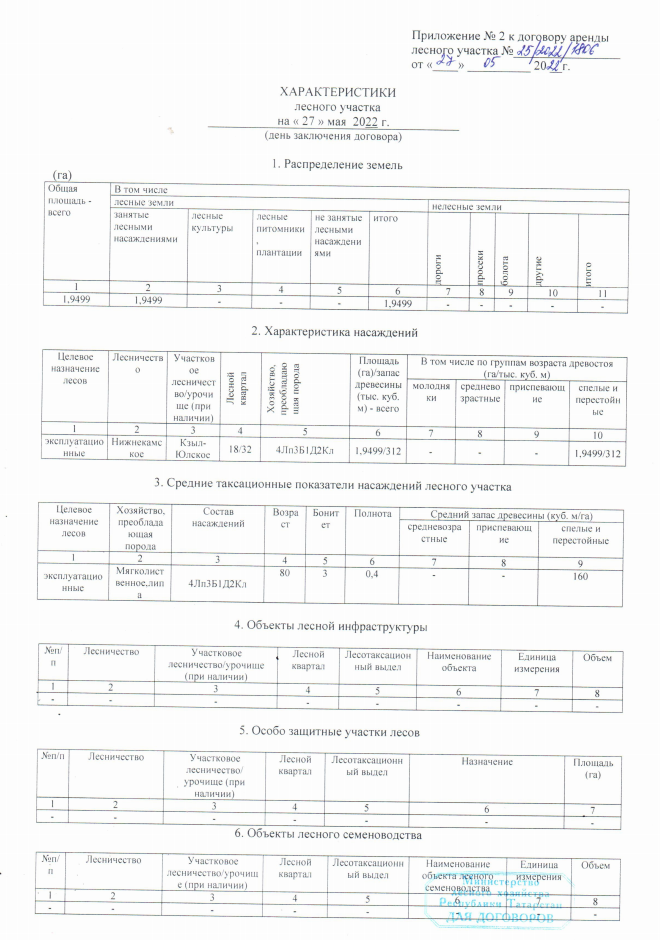 Приложение № 2 к договору аренды
лесного участка № 25/2022/1806
от « 27 » 05 2022 г.
ХАРАКТЕРИСТИКИ
лесного участка
на « 27 » мая 2022 г.
(день заключения договора)
1. Распределение земель
(га)
Общая площадь - всего | В том числе
лесные земли | нелесные земли
занятые лесными насаждениями | лесные культуры | лесные питомники, плантации | не занятые лесными насаждениями | итого | дороги | просеки | болота | другие | итого
1 | 2 | 3 | 4 | 5 | 6 | 7 | 8 | 9 | 10 | 11
1,9499 | 1,9499 | - | - | - | 1,9499 | - | - | - | - | -
2. Характеристика насаждений
Целевое назначение лесов | Лесничество | Участковое лесничество/урочище (при наличии) | Лесной квартал | Хозяйство, преобладающая порода | Площадь (га)/запас древесины (тыс. куб. м) - всего | В том числе по группам возраста древостоя (га/тыс. куб. м)
молодняки | средневозрастные | приспевающие | спелые и перестойные
1 | 2 | 3 | 4 | 5 | 6 | 7 | 8 | 9 | 10
эксплуатационные | Нижнекамское | Кзыл-Юлское | 18/32 | 4Лп3Б1Д2Кл | 1,9499/312 | - | - | - | 1,9499/312
3. Средние таксационные показатели насаждений лесного участка
Целевое назначение лесов | Хозяйство, преобладающая порода | Состав насаждений | Возраст | Бонитет | Полнота | Средний запас древесины (куб. м/га)
средневозрастные | приспевающие | спелые и перестойные
1 | 2 | 3 | 4 | 5 | 6 | 7 | 8 | 9
эксплуатационные | Мягколиственное,липа | 4Лп3Б1Д2Кл | 80 | 3 | 0,4 | - | - | 160
4. Объекты лесной инфраструктуры
№п/п | Лесничество | Участковое лесничество/урочище (при наличии) | Лесной квартал | Лесотаксационный выдел | Наименование объекта | Единица измерения | Объем
1 | 2 | 3 | 4 | 5 | 6 | 7 | 8
- | - | - | - | - | - | - | -
5. Особо защитные участки лесов
№п/п | Лесничество | Участковое лесничество/ урочище (при наличии) | Лесной квартал | Лесотаксационный выдел | Назначение | Площадь (га)
1 | 2 | 3 | 4 | 5 | 6 | 7
- | - | - | - | - | - | -
6. Объекты лесного семеноводства
№п/п | Лесничество | Участковое лесничество/урочище (при наличии) | Лесной квартал | Лесотаксационный выдел | Наименование объекта лесного семеноводства | Единица измерения | Объем
1 | 2 | 3 | 4 | 5 | 6 | 7 | 8
- | - | - | - | - | - | - | -
Министерство
лесного хозяйства
Республики Татарстан
ДЛЯ ДОГОВОРОВ